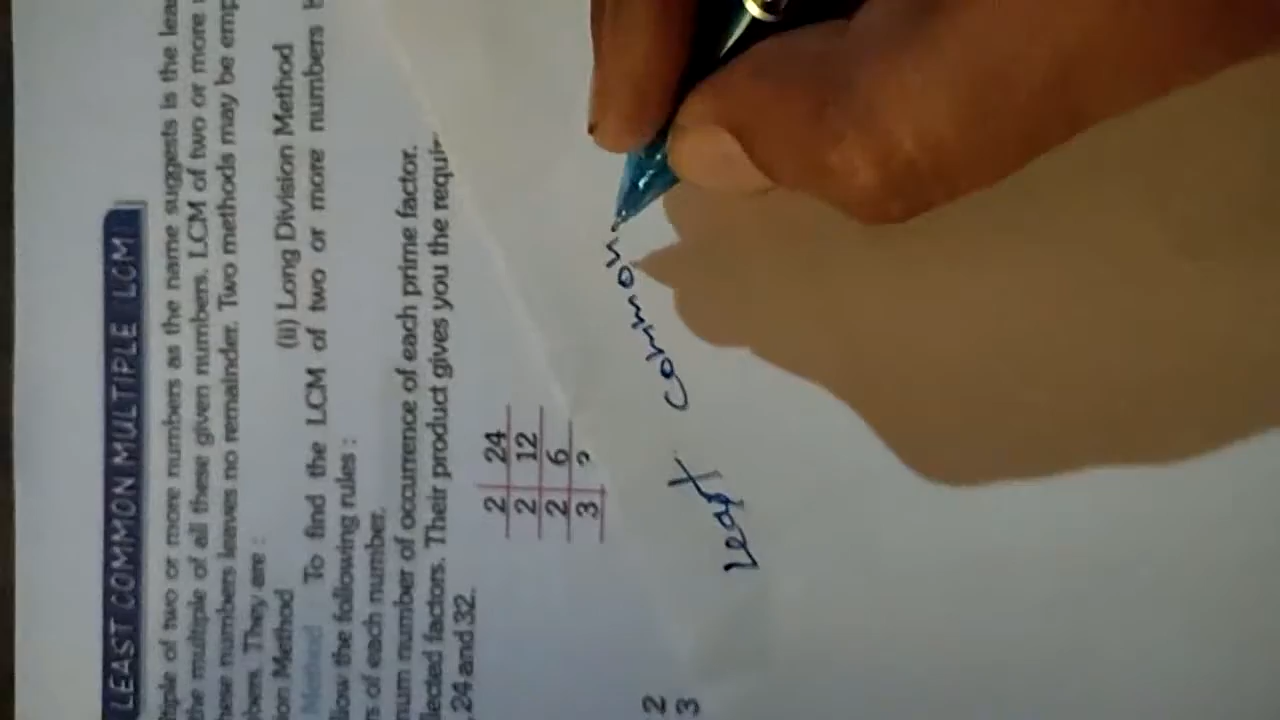 LEAST COMMON MULTIPLE LCM
tiple of two or more numbers as the name suggests is the lea
the multiple of all these given numbers. LCM of two or more
hese numbers leaves no remainder. Two methods may be emp
bers. They are :
ion Method (ii) Long Division Method
Method : To find the LCM of two or more numbers b
llow the following rules :
rs of each number.
num number of occurrence of each prime factor.
llected factors. Their product gives you the requi
, 24 and 32.
2 24
2 12
2 6
3 3
2
3
Least common